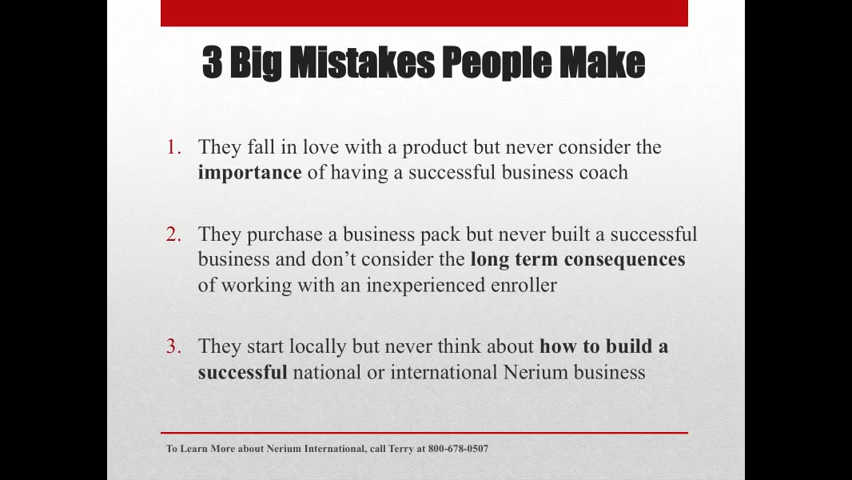 3 Big Mistakes People Make
1. They fall in love with a product but never consider the
importance of having a successful business coach
2. They purchase a business pack but never built a successful
business and don’t consider the long term consequences
of working with an inexperienced enroller
3. They start locally but never think about how to build a
successful national or international Nerium business
To Learn More about Nerium International, call Terry at 800-678-0507